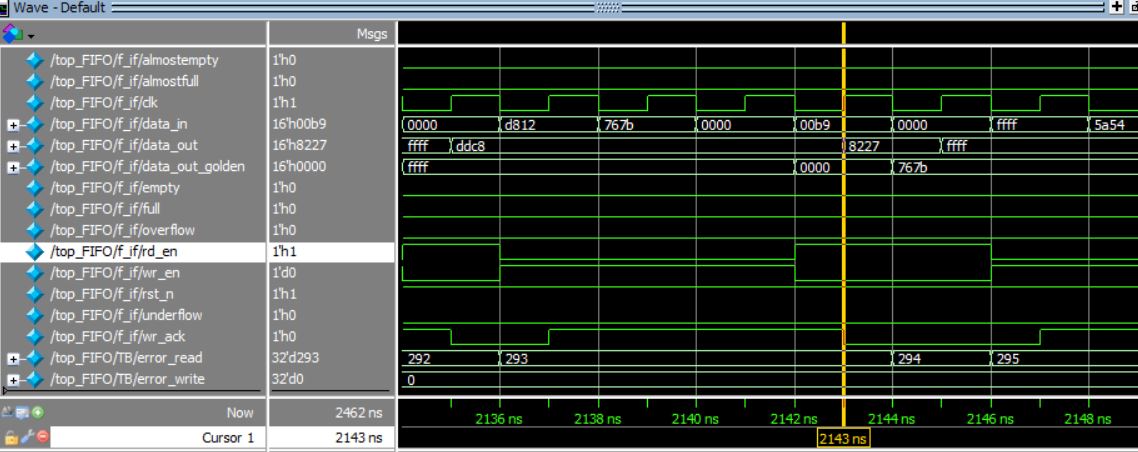 Wave - Default
Msgs
/top_FIFO/f_if/almostempty 1'h0
/top_FIFO/f_if/almostfull 1'h0
/top_FIFO/f_if/clk 1'h1
/top_FIFO/f_if/data_in 16'h00b9 0000 d812 767b 0000 00b9 0000 ffff 5a54
/top_FIFO/f_if/data_out 16'h8227 ffff ddc8 8227 ffff
/top_FIFO/f_if/data_out_golden 16'h0000 ffff 0000 767b
/top_FIFO/f_if/empty 1'h0
/top_FIFO/f_if/full 1'h0
/top_FIFO/f_if/overflow 1'h0
/top_FIFO/f_if/rd_en 1'h1
/top_FIFO/f_if/wr_en 1'd0
/top_FIFO/f_if/rst_n 1'h1
/top_FIFO/f_if/underflow 1'h0
/top_FIFO/f_if/wr_ack 1'h0
/top_FIFO/TB/error_read 32'd293 292 293 294 295
/top_FIFO/TB/error_write 32'd0 0
Now 2462 ns 2136 ns 2138 ns 2140 ns 2142 ns 2144 ns 2146 ns 2148 ns
Cursor 1 2143 ns 2143 ns